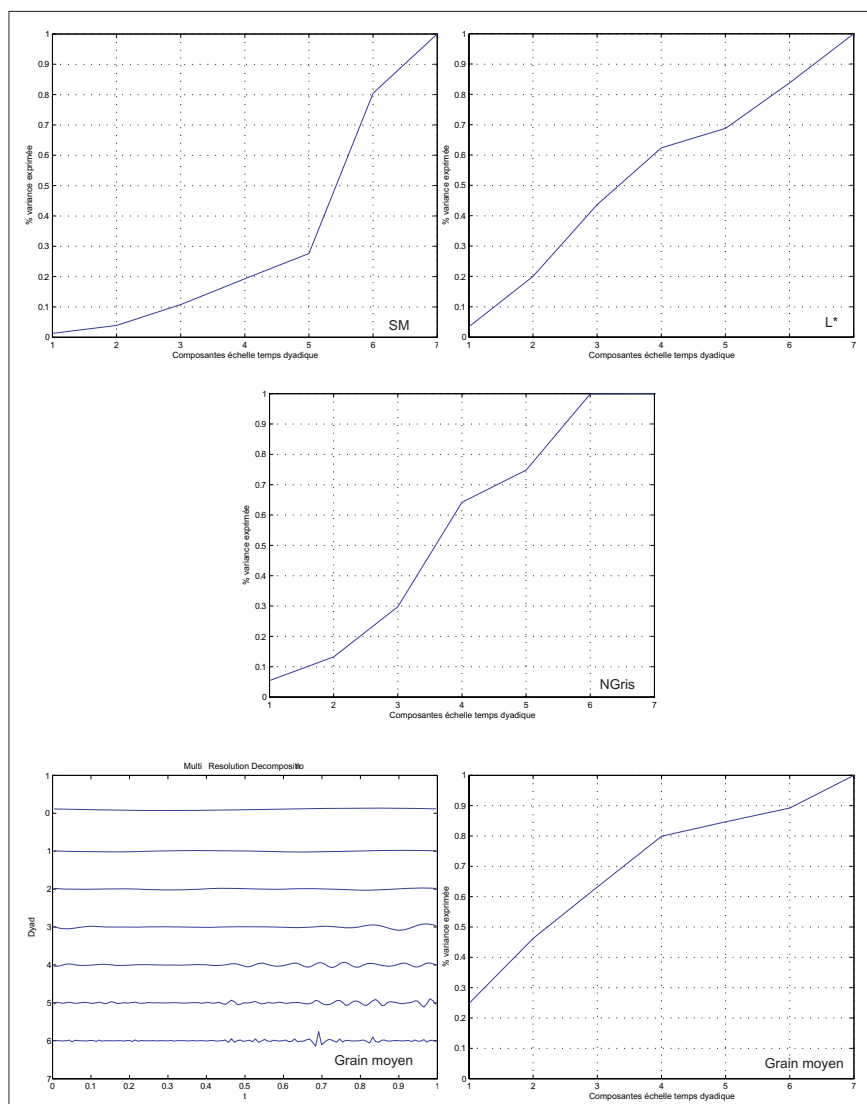 1
0.9
0.8
0.7
0.6
0.5
0.4
0.3
0.2
0.1
0
% variance exprimée
1 2 3 4 5 6 7
Composantes échelle temps dyadique
SM
1
0.9
0.8
0.7
0.6
0.5
0.4
0.3
0.2
0.1
0
% variance exprimée
1 2 3 4 5 6 7
Composantes échelle temps dyadique
L*
1
0.9
0.8
0.7
0.6
0.5
0.4
0.3
0.2
0.1
0
% variance exprimée
1 2 3 4 5 6 7
Composantes échelle temps dyadique
NGris
Multi Resolution
1
0
1
2
3
4
5
6
7
Dyad
0 0.1 0.2 0.3 0.4 0.5 0.6 0.7 0.8 0.9 1
t
Grain moyen
1
0.9
0.8
0.7
0.6
0.5
0.4
0.3
0.2
0.1
0
% variance exprimée
1 2 3 4 5 6 7
Composantes échelle temps dyadique
Grain moyen